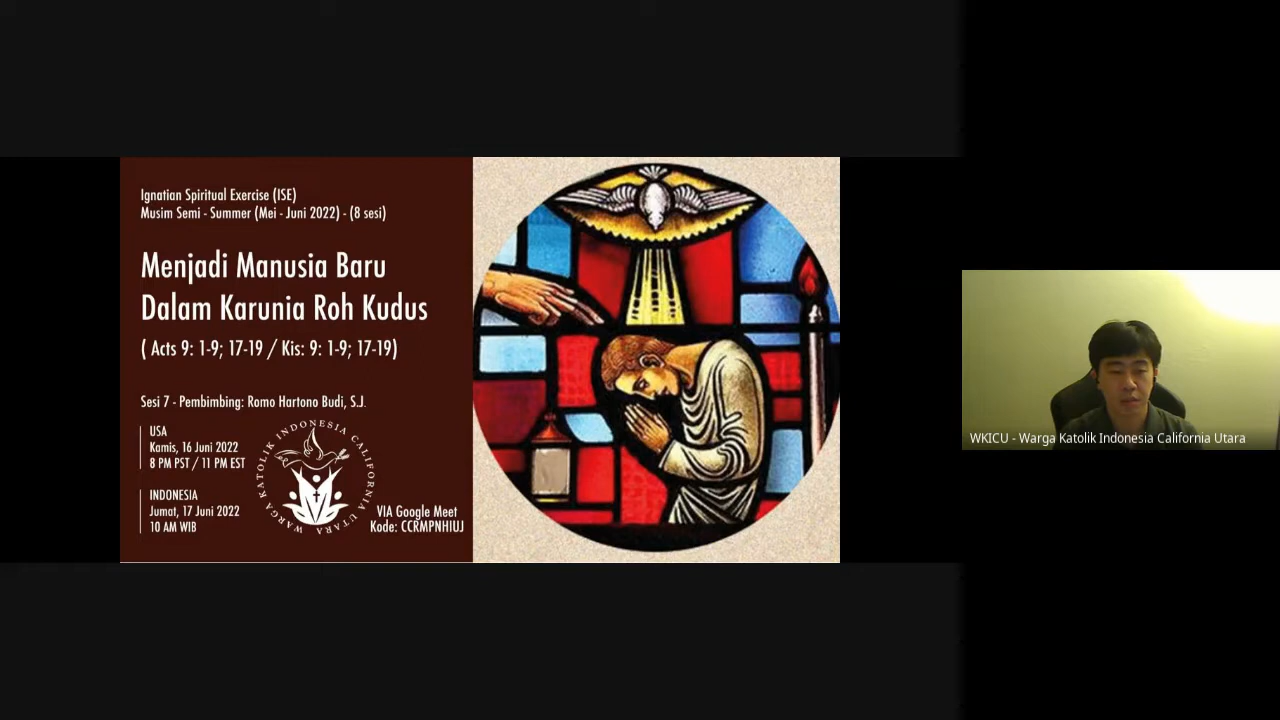 Ignatian Spiritual Exercise (ISE)
Musim Semi - Summer (Mei - Juni 2022) - (8 sesi)
Menjadi Manusia Baru
Dalam Karunia Roh Kudus
( Acts 9: 1-9; 17-19 / Kis: 9: 1-9; 17-19)
Sesi 7 - Pembimbing: Romo Hartono Budi, S.J.
USA
Kamis, 16 Juni 2022
8 PM PST / 11 PM EST
INDONESIA
Jumat, 17 Juni 2022
10 AM WIB
WARGA KATOLIK INDONESIA CALIFORNIA UTARA
VIA Google Meet
Kode: CCRMPNHIUJ
WKICU - Warga Katolik Indonesia California Utara